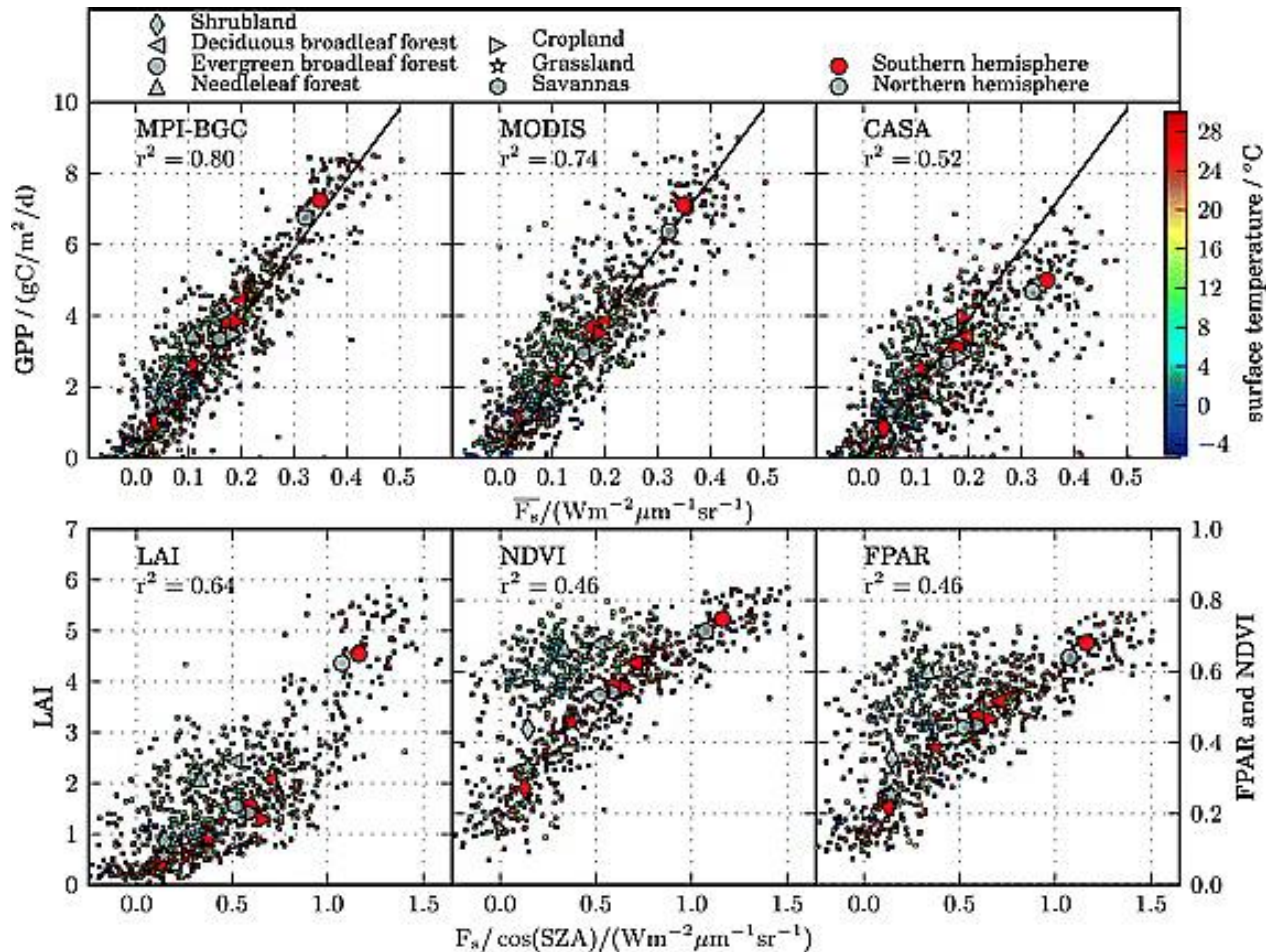 Shrubland
Deciduous broadleaf forest
Evergreen broadleaf forest
Needleleaf forest
Cropland
Grassland
Savannas
Southern hemisphere
Northern hemisphere
10
8
6
4
2
0
GPP / (gC/m²/d)
MPI-BGC
r² = 0.80
MODIS
r² = 0.74
CASA
r² = 0.52
28
24
20
16
12
8
4
0
−4
surface temperature / °C
0.0 0.1 0.2 0.3 0.4 0.5
0.0 0.1 0.2 0.3 0.4 0.5
0.0 0.1 0.2 0.3 0.4 0.5
F̅s̅/(Wm⁻²μm⁻¹sr⁻¹)
7
6
5
4
3
2
1
0
LAI
LAI
r² = 0.64
NDVI
r² = 0.46
FPAR
r² = 0.46
1.0
0.8
0.6
0.4
0.2
0.0
FPAR and NDVI
0.0 0.5 1.0 1.5
0.0 0.5 1.0 1.5
0.0 0.5 1.0 1.5
Fₛ/cos(SZA)/(Wm⁻²μm⁻¹sr⁻¹)